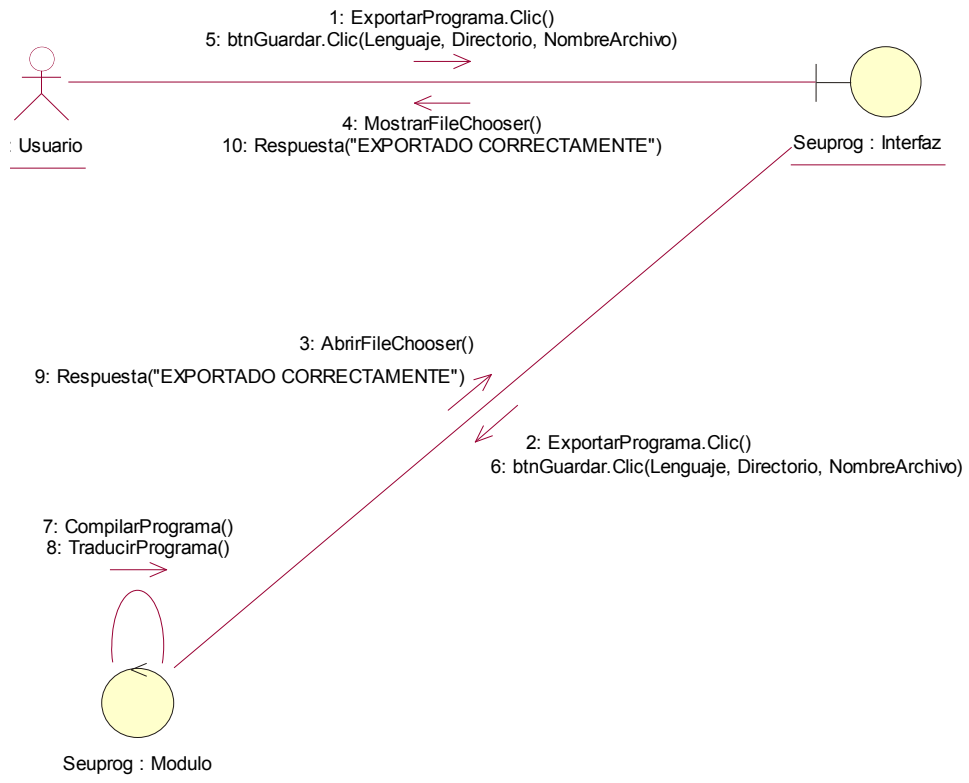 1: ExportarPrograma.Clic()
5: btnGuardar.Clic(Lenguaje, Directorio, NombreArchivo)
4: MostrarFileChooser()
10: Respuesta("EXPORTADO CORRECTAMENTE")
: Usuario
Seuprog : Interfaz
3: AbrirFileChooser()
9: Respuesta("EXPORTADO CORRECTAMENTE")
2: ExportarPrograma.Clic()
6: btnGuardar.Clic(Lenguaje, Directorio, NombreArchivo)
7: CompilarPrograma()
8: TraducirPrograma()
Seuprog : Modulo